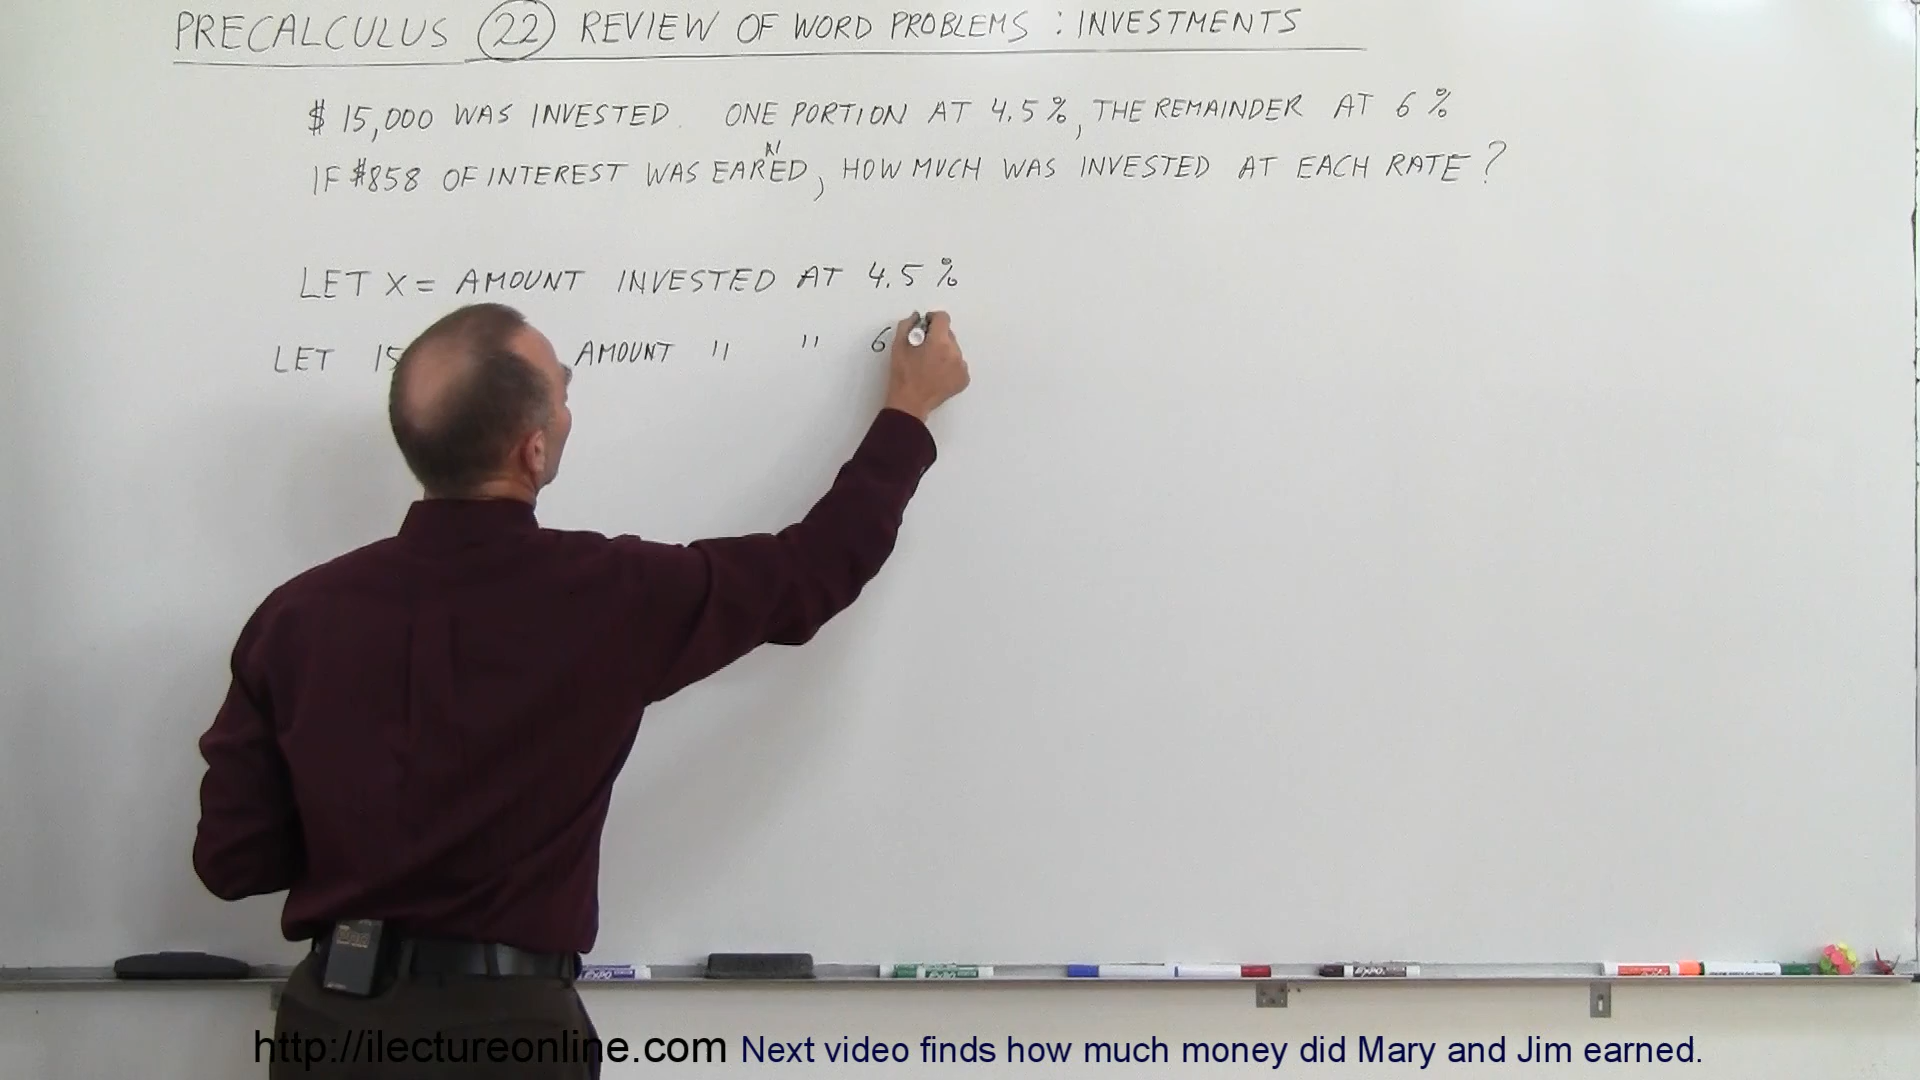 PRECALCULUS 22 REVIEW OF WORD PROBLEMS : INVESTMENTS
$ 15,000 WAS INVESTED. ONE PORTION AT 4.5%, THE REMAINDER AT 6%
IF $858 OF INTEREST WAS EARNED, HOW MUCH WAS INVESTED AT EACH RATE?
LET X = AMOUNT INVESTED AT 4.5%
LET 15 AMOUNT " " 6
http://ilectureonline.com Next video finds how much money did Mary and Jim earned.